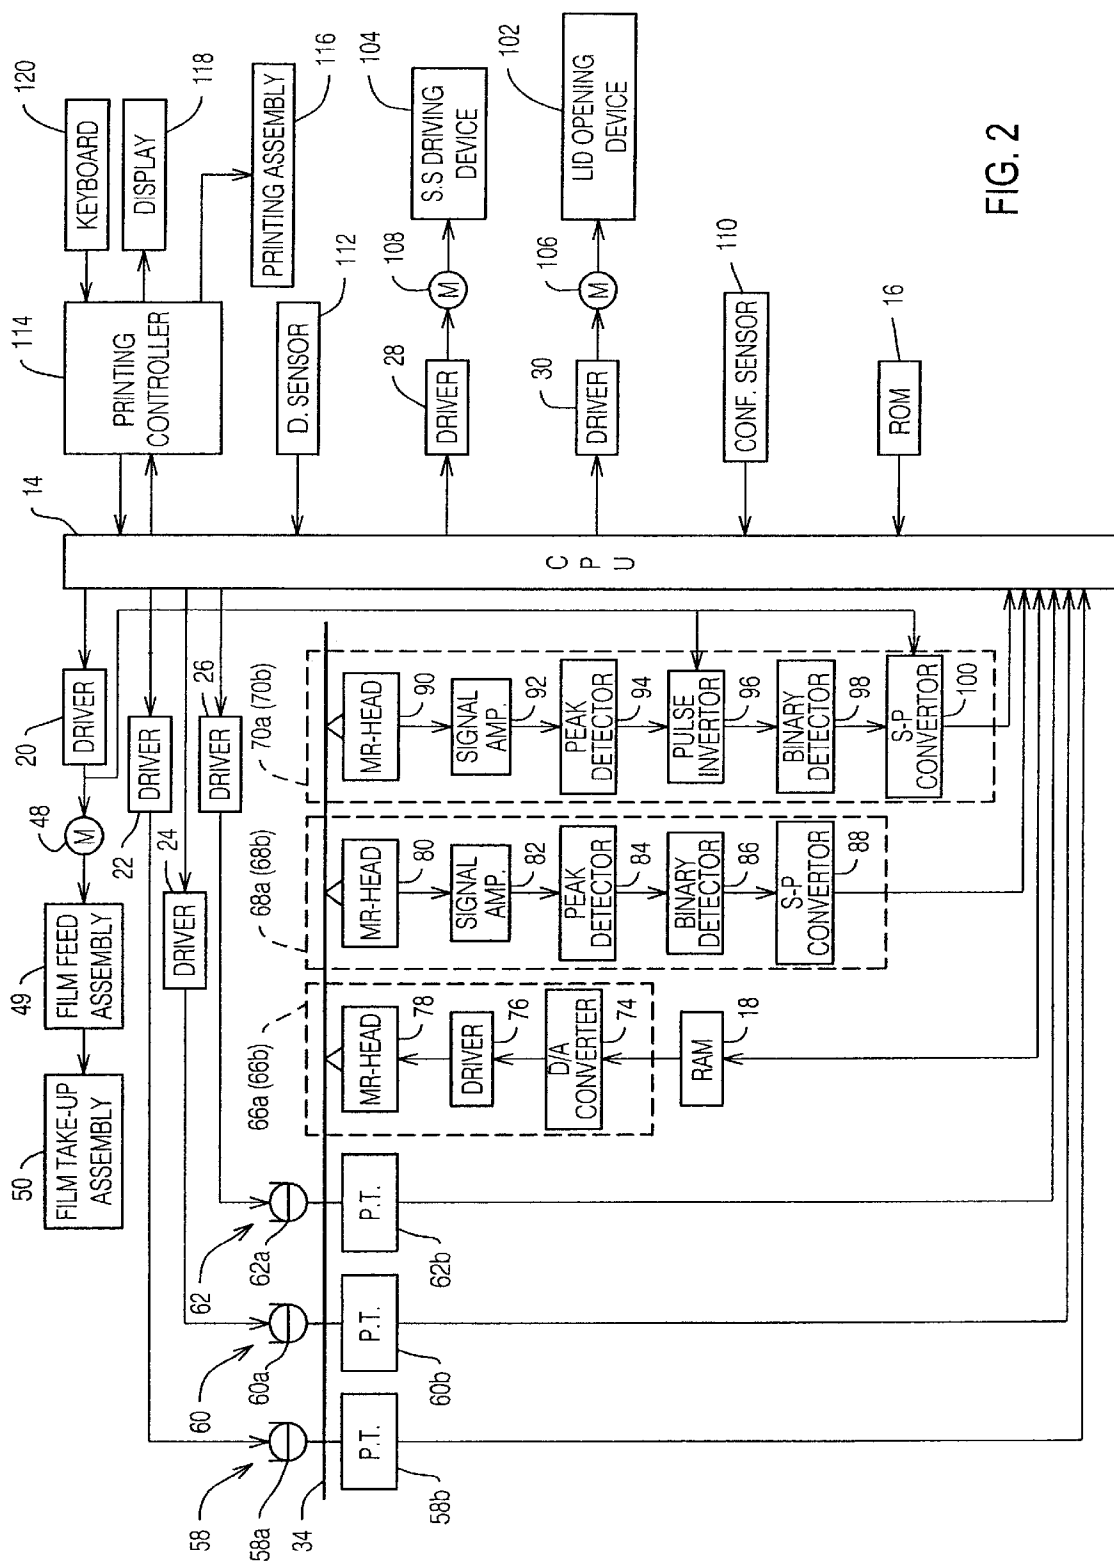 120
KEYBOARD
118
DISPLAY
116
PRINTING ASSEMBLY
114
PRINTING
CONTROLLER
112
D. SENSOR
104
S.S DRIVING
DEVICE
108
M
28
DRIVER
102
LID OPENING
DEVICE
106
M
30
DRIVER
110
CONF. SENSOR
16
ROM
FIG. 2
14
C
P
U
20
DRIVER
48
M
49
FILM FEED
ASSEMBLY
50
FILM TAKE-UP
ASSEMBLY
22
DRIVER
24
DRIVER
26
DRIVER
70a (70b)
MR-HEAD
90
SIGNAL
AMP.
92
PEAK
DETECTOR
94
PULSE
INVERTOR
96
BINARY
DETECTOR
98
S-P
CONVERTOR
100
68a (68b)
MR-HEAD
80
SIGNAL
AMP.
82
PEAK
DETECTOR
84
BINARY
DETECTOR
86
S-P
CONVERTOR
88
66a (66b)
MR-HEAD
78
DRIVER
76
D/A
CONVERTER
74
RAM
18
62
62a
P.T.
62b
60
60a
P.T.
60b
58
58a
P.T.
58b
34